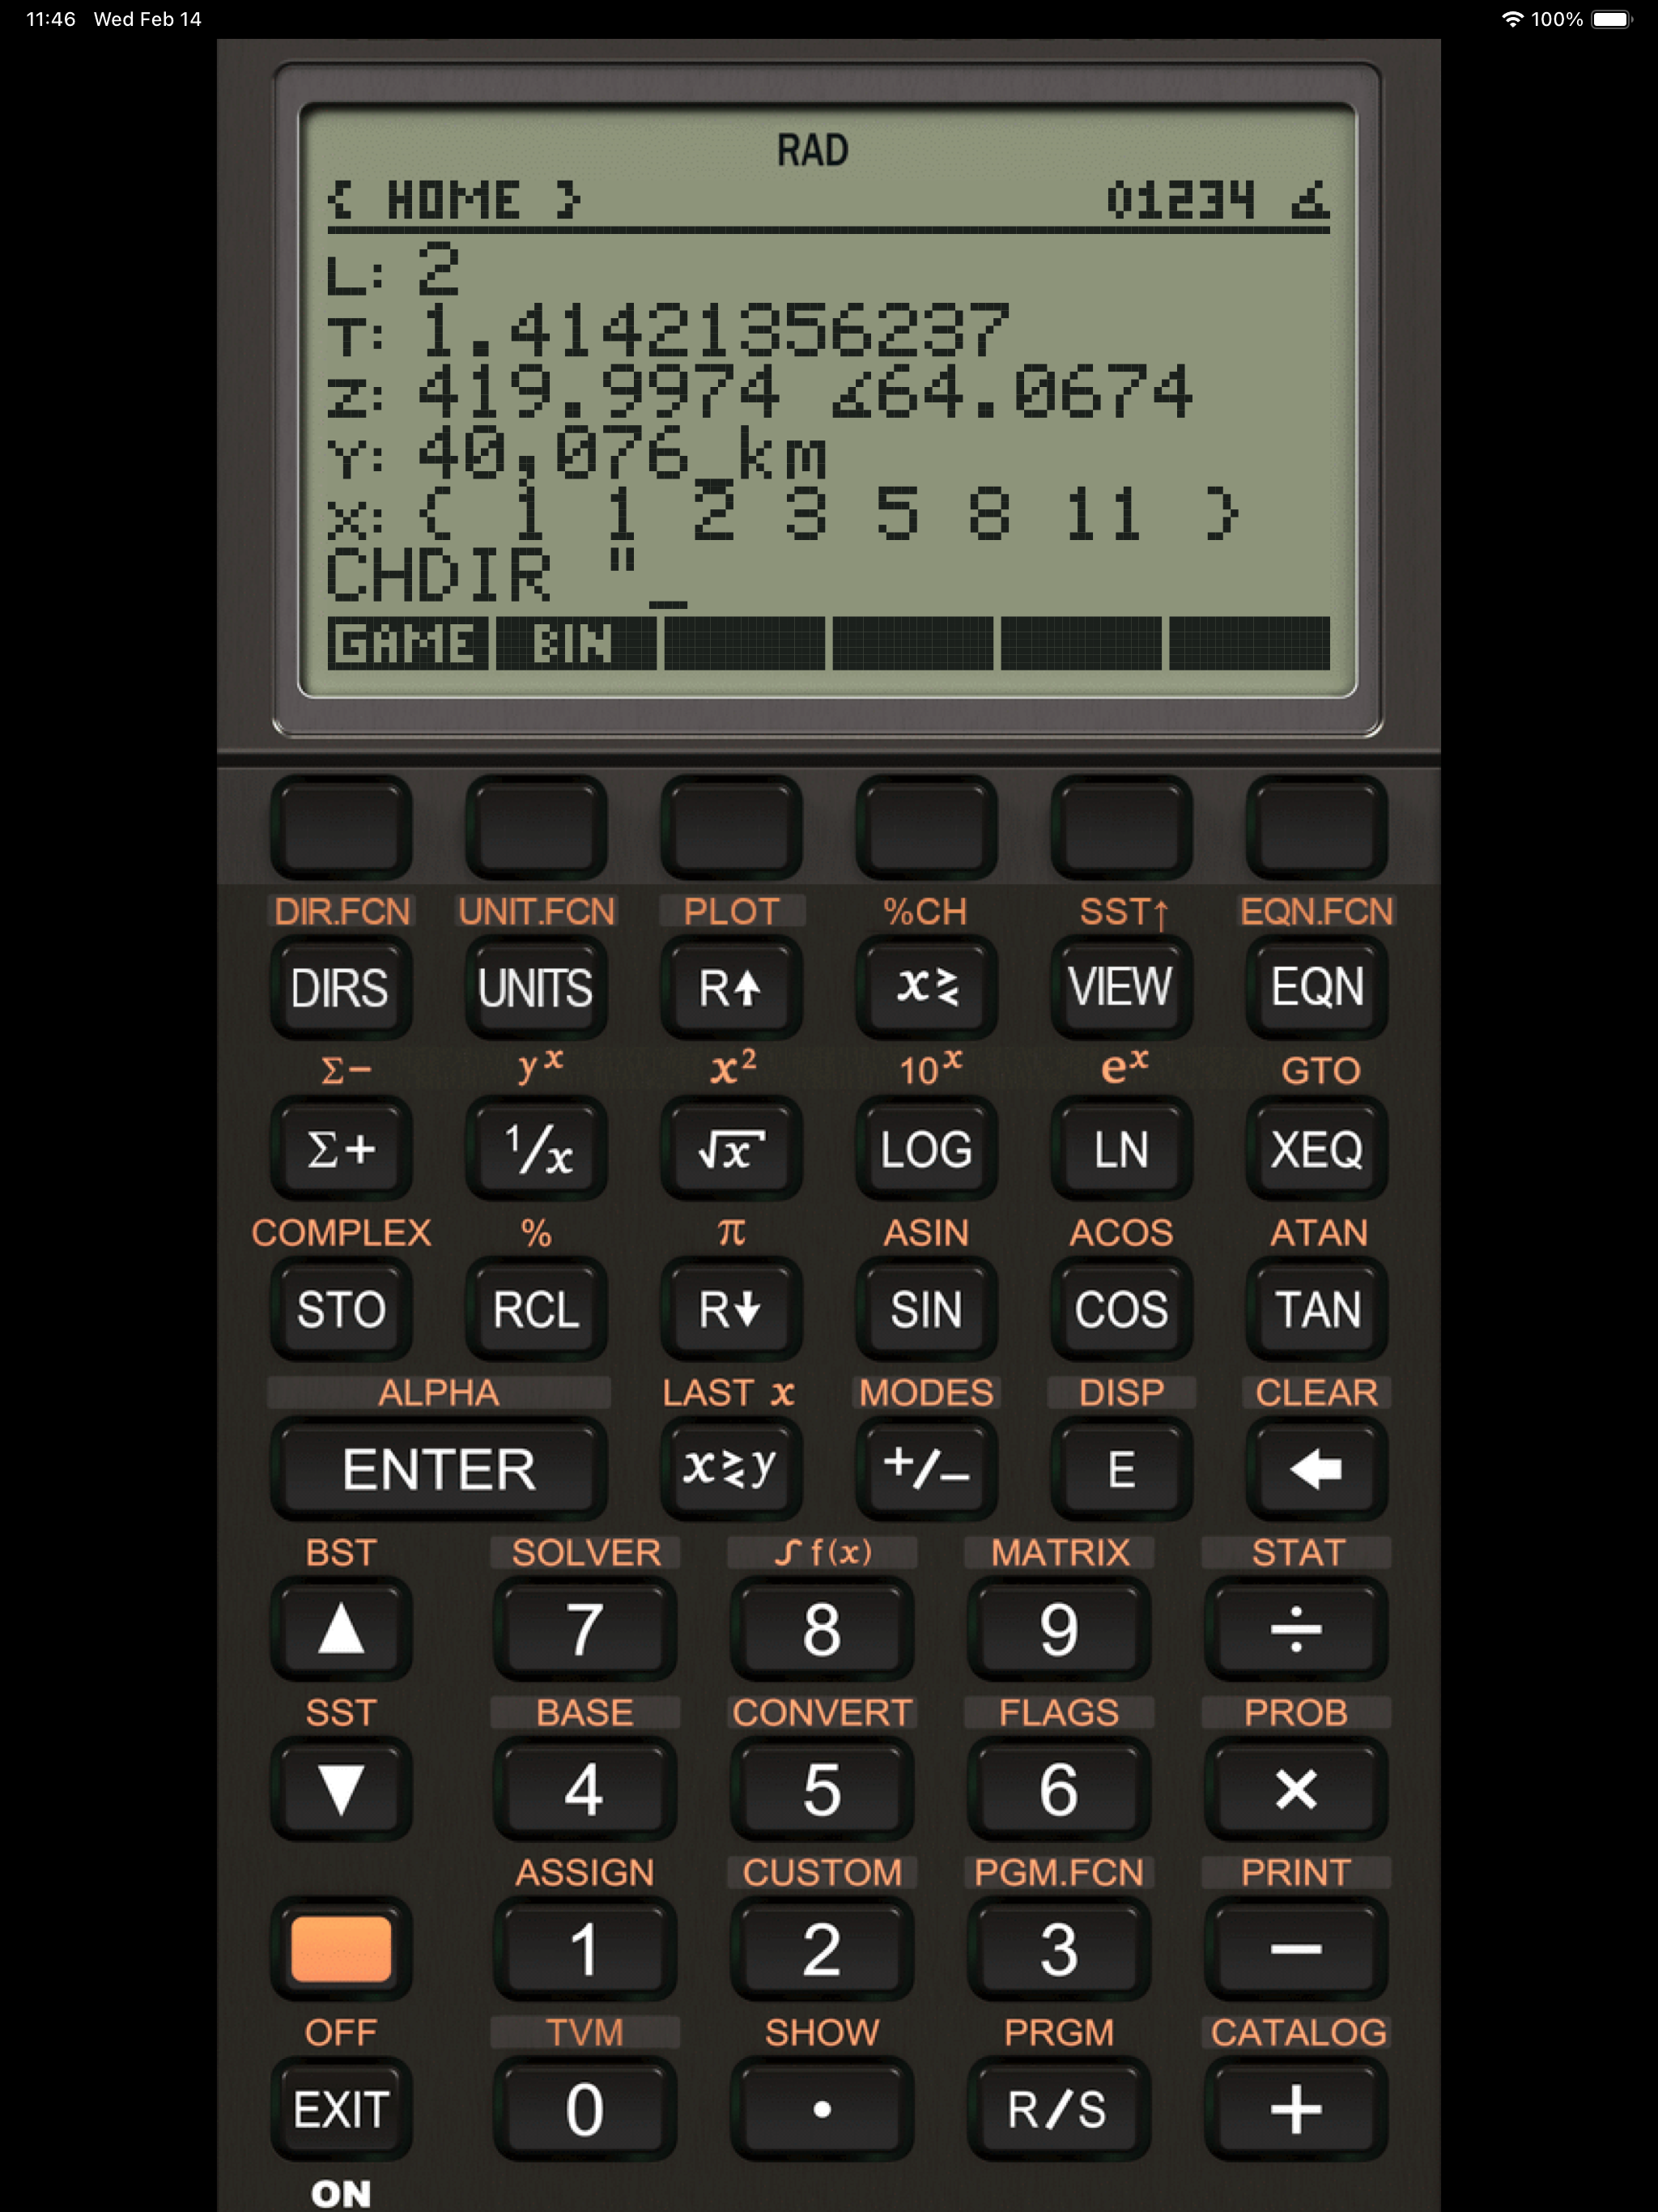 11:46 Wed Feb 14 100%
RAD
{ HOME } 01234 ∡
L: 2
T: 1.41421356237
Z: 419.9974 ∡64.0674
Y: 40,076_km
X: { 1 1 2 3 5 8 11 }
CHDIR "_
GAME BIN
DIR.FCN UNIT.FCN PLOT %CH SST↑ EQN.FCN
DIRS UNITS R↑ x≷ VIEW EQN
Σ− yˣ x² 10ˣ eˣ GTO
Σ+ 1/x √x LOG LN XEQ
COMPLEX % π ASIN ACOS ATAN
STO RCL R↓ SIN COS TAN
ALPHA LAST x MODES DISP CLEAR
ENTER x≷y +/− E ←
BST SOLVER ∫f(x) MATRIX STAT
▲ 7 8 9 ÷
SST BASE CONVERT FLAGS PROB
▼ 4 5 6 ×
ASSIGN CUSTOM PGM.FCN PRINT
1 2 3 −
OFF TVM SHOW PRGM CATALOG
EXIT 0 · R/S +
ON